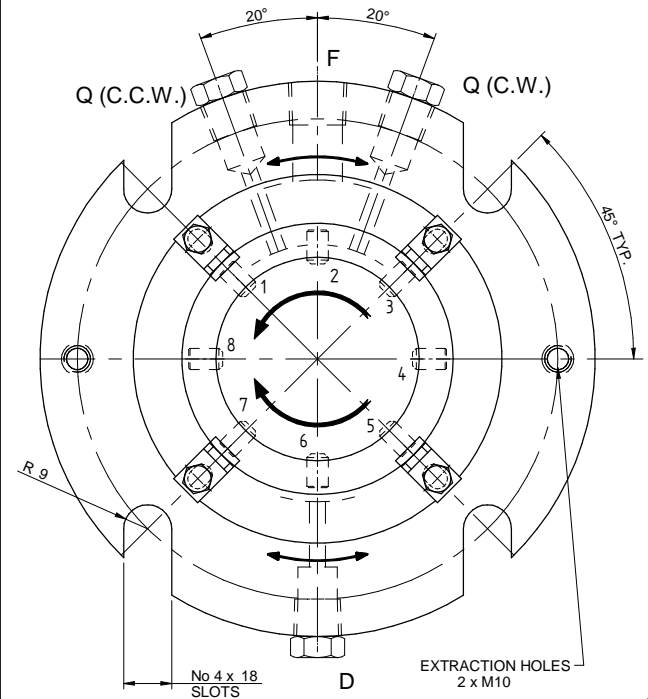 20°
20°
F
Q (C.C.W.)
Q (C.W.)
45° TYP.
1
2
3
8
4
7
6
5
R 9
No 4 x 18
SLOTS
D
EXTRACTION HOLES
2 x M10